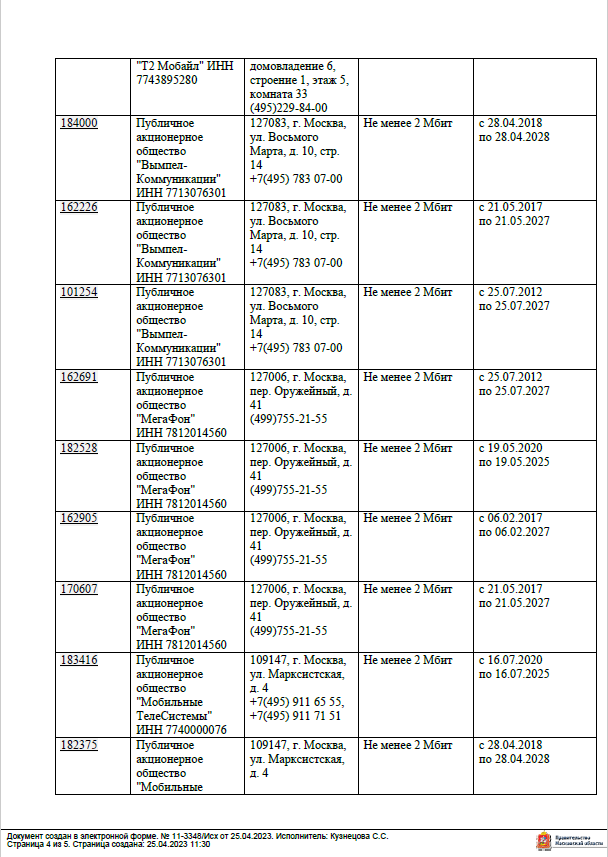 "Т2 Мобайл" ИНН
7743895280
домовладение 6,
строение 1, этаж 5,
комната 33
(495)229-84-00
184000
Публичное
акционерное
общество
"Вымпел-
Коммуникации"
ИНН 7713076301
127083, г. Москва,
ул. Восьмого
Марта, д. 10, стр.
14
+7(495) 783 07-00
Не менее 2 Мбит
с 28.04.2018
по 28.04.2028
162226
Публичное
акционерное
общество
"Вымпел-
Коммуникации"
ИНН 7713076301
127083, г. Москва,
ул. Восьмого
Марта, д. 10, стр.
14
+7(495) 783 07-00
Не менее 2 Мбит
с 21.05.2017
по 21.05.2027
101254
Публичное
акционерное
общество
"Вымпел-
Коммуникации"
ИНН 7713076301
127083, г. Москва,
ул. Восьмого
Марта, д. 10, стр.
14
+7(495) 783 07-00
Не менее 2 Мбит
с 25.07.2012
по 25.07.2027
162691
Публичное
акционерное
общество
"МегаФон"
ИНН 7812014560
127006, г. Москва,
пер. Оружейный, д.
41
(499)755-21-55
Не менее 2 Мбит
с 25.07.2012
по 25.07.2027
182528
Публичное
акционерное
общество
"МегаФон"
ИНН 7812014560
127006, г. Москва,
пер. Оружейный, д.
41
(499)755-21-55
Не менее 2 Мбит
с 19.05.2020
по 19.05.2025
162905
Публичное
акционерное
общество
"МегаФон"
ИНН 7812014560
127006, г. Москва,
пер. Оружейный, д.
41
(499)755-21-55
Не менее 2 Мбит
с 06.02.2017
по 06.02.2027
170607
Публичное
акционерное
общество
"МегаФон"
ИНН 7812014560
127006, г. Москва,
пер. Оружейный, д.
41
(499)755-21-55
Не менее 2 Мбит
с 21.05.2017
по 21.05.2027
183416
Публичное
акционерное
общество
"Мобильные
ТелеСистемы"
ИНН 7740000076
109147, г. Москва,
ул. Марксистская,
д. 4
+7(495) 911 65 55,
+7(495) 911 71 51
Не менее 2 Мбит
с 16.07.2020
по 16.07.2025
182375
Публичное
акционерное
общество
"Мобильные
109147, г. Москва,
ул. Марксистская,
д. 4
Не менее 2 Мбит
с 28.04.2018
по 28.04.2028
Документ создан в электронной форме. № 11-3348/Исх от 25.04.2023. Исполнитель: Кузнецова С.С.
Страница 4 из 5. Страница создана: 25.04.2023 11:30
Правительство
Московской области